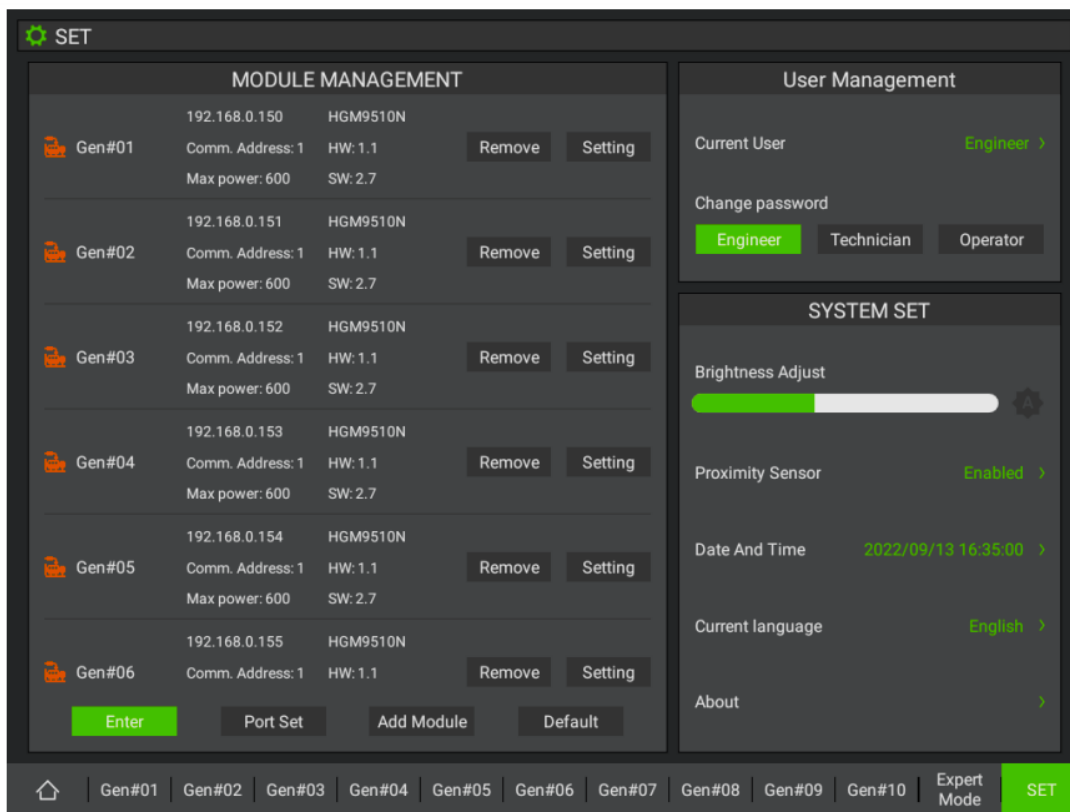 SET
MODULE MANAGEMENT
192.168.0.150 HGM9510N
Gen#01 Comm. Address: 1 HW: 1.1 Remove Setting
Max power: 600 SW: 2.7
192.168.0.151 HGM9510N
Gen#02 Comm. Address: 1 HW: 1.1 Remove Setting
Max power: 600 SW: 2.7
192.168.0.152 HGM9510N
Gen#03 Comm. Address: 1 HW: 1.1 Remove Setting
Max power: 600 SW: 2.7
192.168.0.153 HGM9510N
Gen#04 Comm. Address: 1 HW: 1.1 Remove Setting
Max power: 600 SW: 2.7
192.168.0.154 HGM9510N
Gen#05 Comm. Address: 1 HW: 1.1 Remove Setting
Max power: 600 SW: 2.7
192.168.0.155 HGM9510N
Gen#06 Comm. Address: 1 HW: 1.1 Remove Setting
Enter Port Set Add Module Default
User Management
Current User Engineer >
Change password
Engineer Technician Operator
SYSTEM SET
Brightness Adjust
A
Proximity Sensor Enabled >
Date And Time 2022/09/13 16:35:00 >
Current language English >
About >
Gen#01 Gen#02 Gen#03 Gen#04 Gen#05 Gen#06 Gen#07 Gen#08 Gen#09 Gen#10 Expert Mode SET